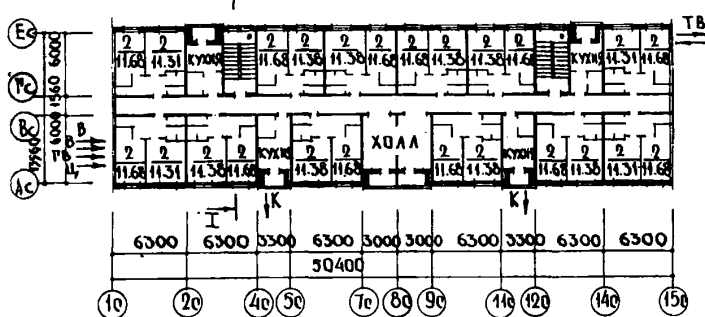 Ес 6000 Гс 1560 Вс 6000 Ас 13560
ТВ
2 2 2 2 2 2 2 2 2 2 2 2
11.68 11.31 КУХНЯ 11.68 11.38 11.38 11.68 11.68 11.38 11.38 11.68 КУХНЯ 11.31 11.68
ХОЛЛ
В В ТВ Ц
2 2 2 2 2 2 2 2 2 2 2 2
11.68 11.31 11.38 11.68 КУХНЯ 11.38 11.68 11.68 11.38 КУХНЯ 11.68 11.38 11.31 11.68
I К К
6300 6300 3300 6300 3000 3000 6300 3300 6300 6300
50400
1с 2с 4с 5с 7с 8с 9с 11с 12с 14с 15с